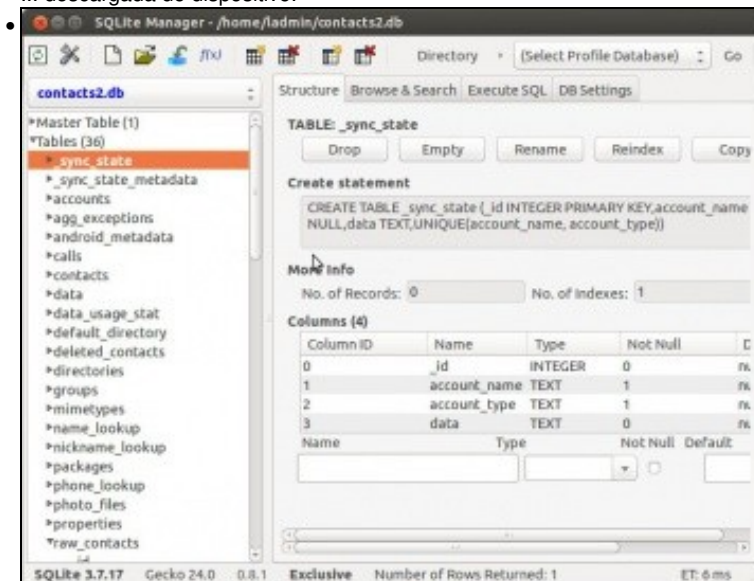 ... descargada do dispositivo.
SQLite Manager - /home/ladmin/contacts2.db
f(x) Directory (Select Profile Database) Go
contacts2.db
Structure Browse & Search Execute SQL DB Settings
Master Table (1)
Tables (36)
_sync_state
_sync_state_metadata
accounts
agg_exceptions
android_metadata
calls
contacts
data
data_usage_stat
default_directory
deleted_contacts
directories
groups
mimetypes
name_lookup
nickname_lookup
packages
phone_lookup
photo_files
properties
raw_contacts
TABLE: _sync_state
Drop Empty Rename Reindex Copy
Create statement
CREATE TABLE _sync_state (_id INTEGER PRIMARY KEY,account_name
NULL,data TEXT,UNIQUE(account_name, account_type))
More Info
No. of Records: 0 No. of Indexes: 1
Columns (4)
Column ID Name Type Not Null
0 _id INTEGER 0
1 account_name TEXT 1
2 account_type TEXT 1
3 data TEXT 0
Name Type Not Null Default
SQLite 3.7.17 Gecko 24.0 0.8.1 Exclusive Number of Rows Returned: 1 ET: 6 ms